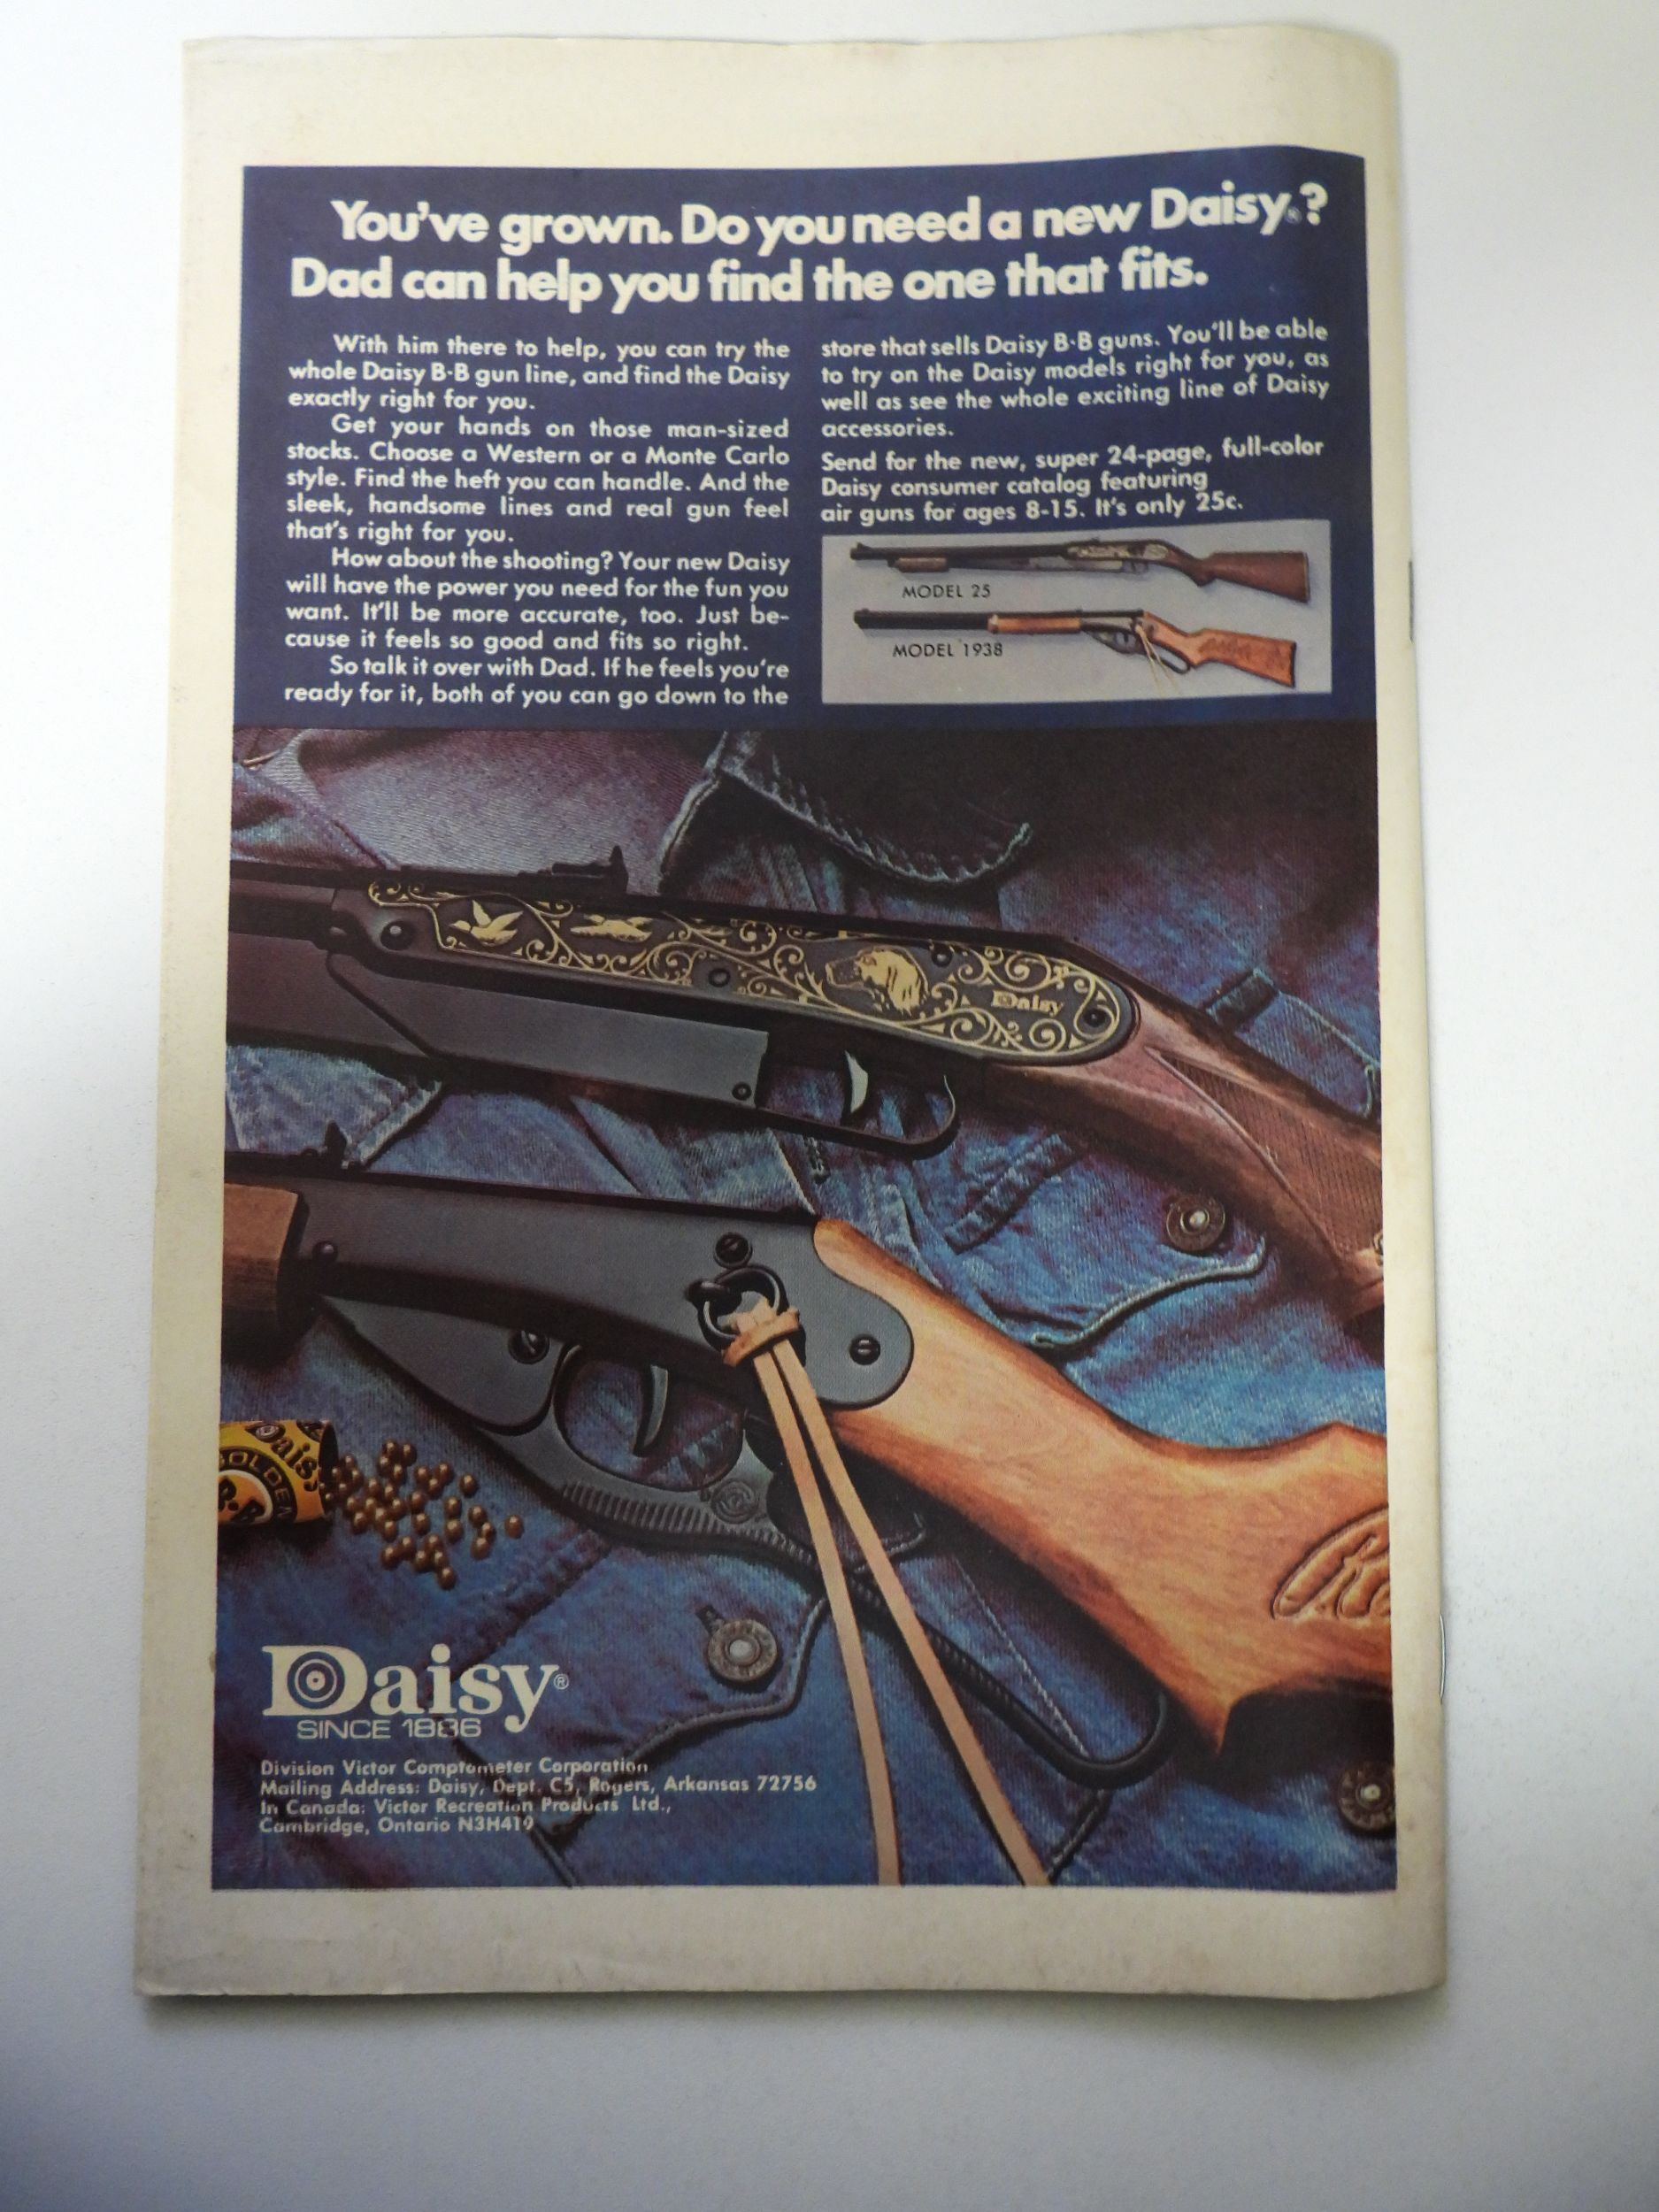 You've grown. Do you need a new Daisy®?
Dad can help you find the one that fits.
With him there to help, you can try the
whole Daisy B·B gun line, and find the Daisy
exactly right for you.
Get your hands on those man-sized
stocks. Choose a Western or a Monte Carlo
style. Find the heft you can handle. And the
sleek, handsome lines and real gun feel
that's right for you.
How about the shooting? Your new Daisy
will have the power you need for the fun you
want. It'll be more accurate, too. Just be-
cause it feels so good and fits so right.
So talk it over with Dad. If he feels you're
ready for it, both of you can go down to the
store that sells Daisy B·B guns. You'll be able
to try on the Daisy models right for you, as
well as see the whole exciting line of Daisy
accessories.
Send for the new, super 24-page, full-color
Daisy consumer catalog featuring
air guns for ages 8-15. It's only 25c.
MODEL 25
MODEL 1938
Daisy
Daisy
GOLDEN
B·B
Daisy®
SINCE 1886
Division Victor Comptometer Corporation
Mailing Address: Daisy, Dept. C5, Rogers, Arkansas 72756
In Canada: Victor Recreation Products Ltd.,
Cambridge, Ontario N3H419